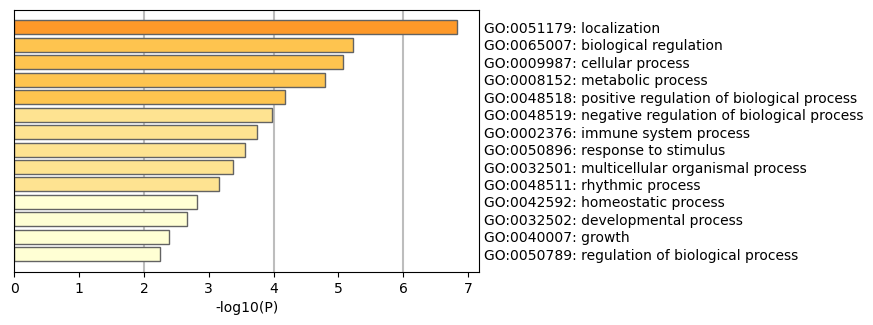 GO:0051179: localization
GO:0065007: biological regulation
GO:0009987: cellular process
GO:0008152: metabolic process
GO:0048518: positive regulation of biological process
GO:0048519: negative regulation of biological process
GO:0002376: immune system process
GO:0050896: response to stimulus
GO:0032501: multicellular organismal process
GO:0048511: rhythmic process
GO:0042592: homeostatic process
GO:0032502: developmental process
GO:0040007: growth
GO:0050789: regulation of biological process
0 1 2 3 4 5 6 7
-log10(P)